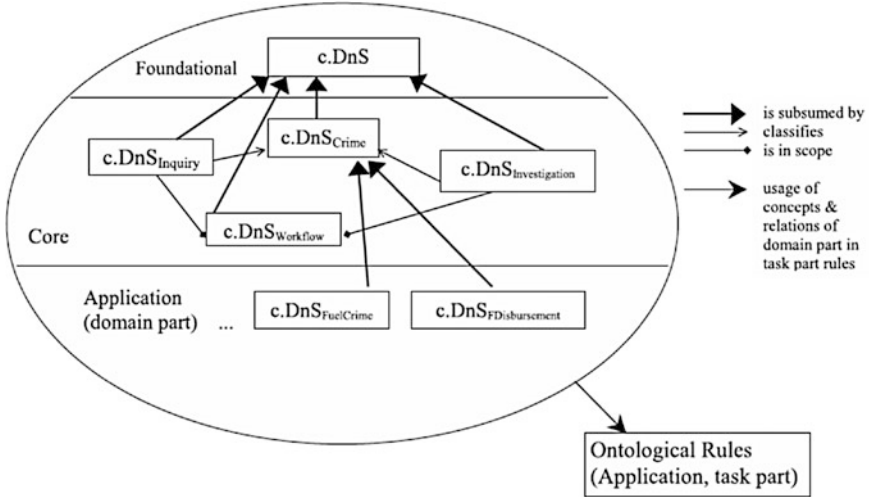 Foundational
c.DnS
c.DnSInquiry
c.DnSCrime
c.DnSInvestigation
Core
c.DnSWorkflow
Application
(domain part) ...
c.DnSFuelCrime
c.DnSFDisbursement
is subsumed by
classifies
is in scope
usage of
concepts &
relations of
domain part in
task part rules
Ontological Rules
(Application, task part)